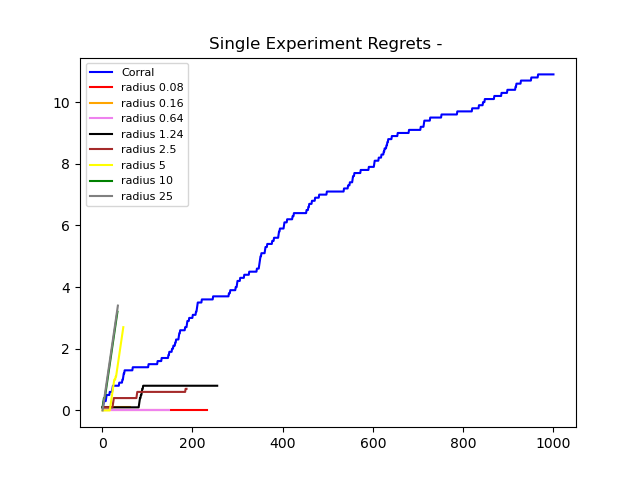 Single Experiment Regrets -
Corral
radius 0.08
radius 0.16
radius 0.64
radius 1.24
radius 2.5
radius 5
radius 10
radius 25
10
8
6
4
2
0
0 200 400 600 800 1000